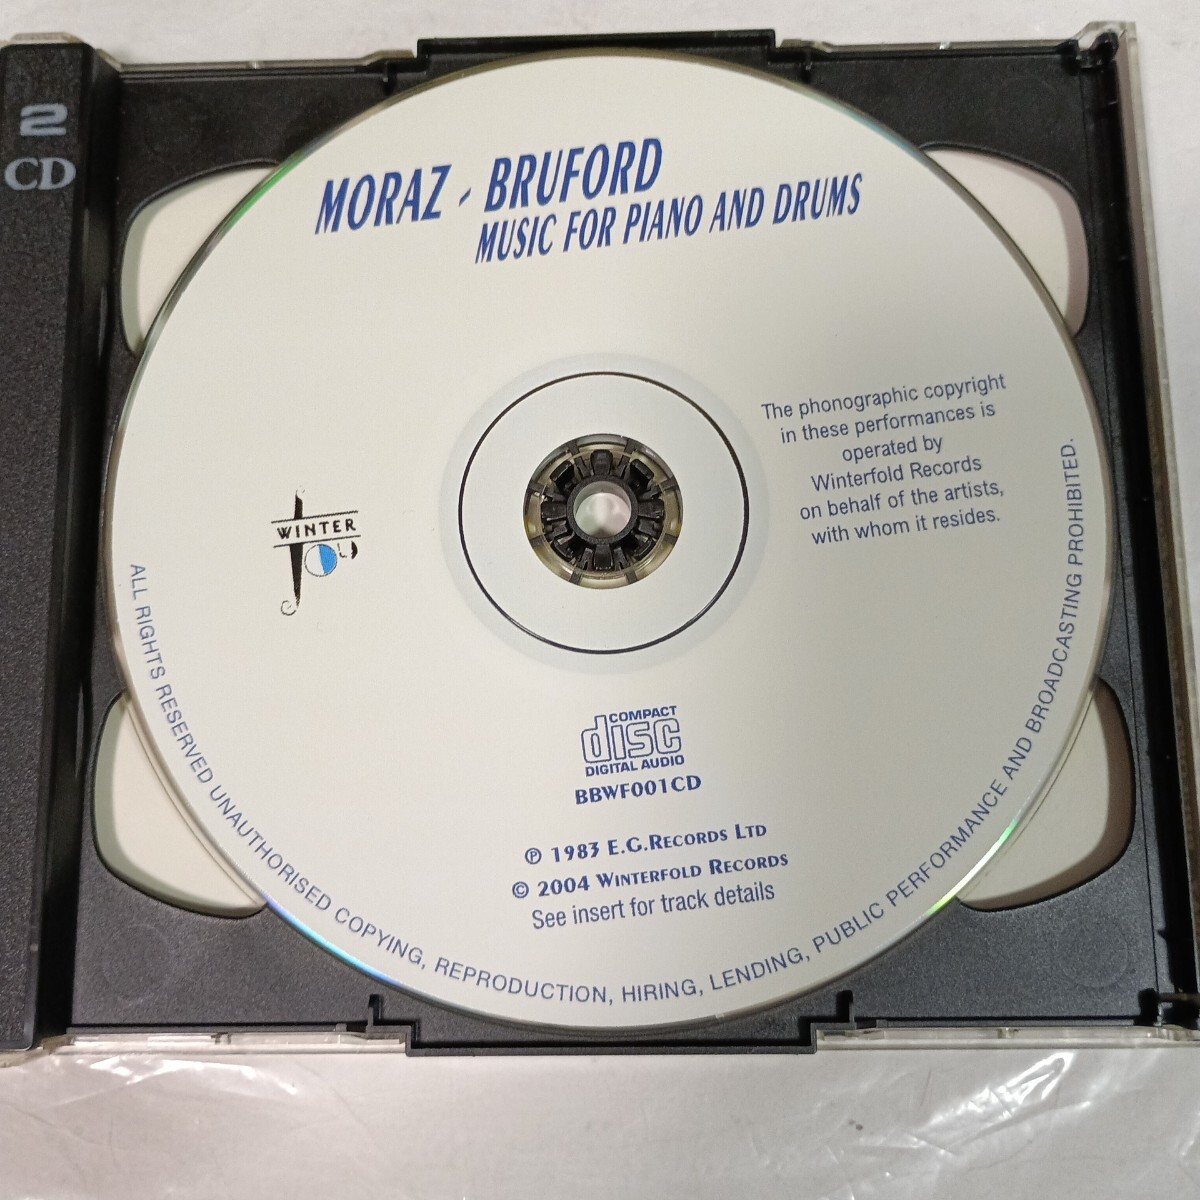 2
CD
MORAZ - BRUFORD
MUSIC FOR PIANO AND DRUMS
The phonographic copyright
in these performances is
operated by
Winterfold Records
on behalf of the artists,
with whom it resides.
WINTER
fOLD
COMPACT
disc
DIGITAL AUDIO
BBWF001CD
℗ 1983 E.G.RECORDS LTD
© 2004 WINTERFOLD RECORDS
See insert for track details
ALL RIGHTS RESERVED UNAUTHORISED COPYING, REPRODUCTION, HIRING, LENDING, PUBLIC PERFORMANCE AND BROADCASTING PROHIBITED.